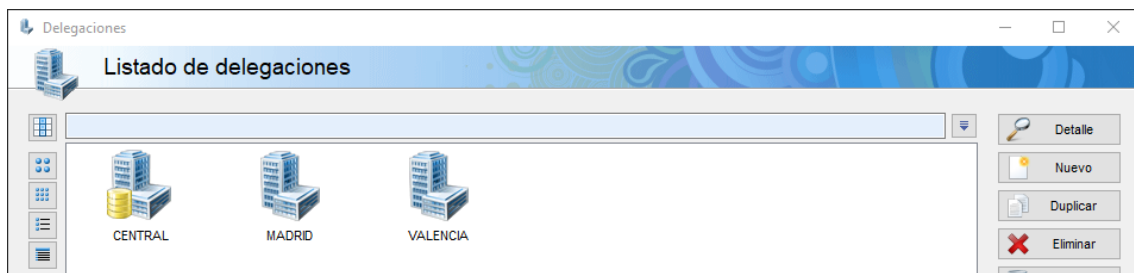 Delegaciones
Listado de delegaciones
Detalle
Nuevo
Duplicar
Eliminar
CENTRAL MADRID VALENCIA